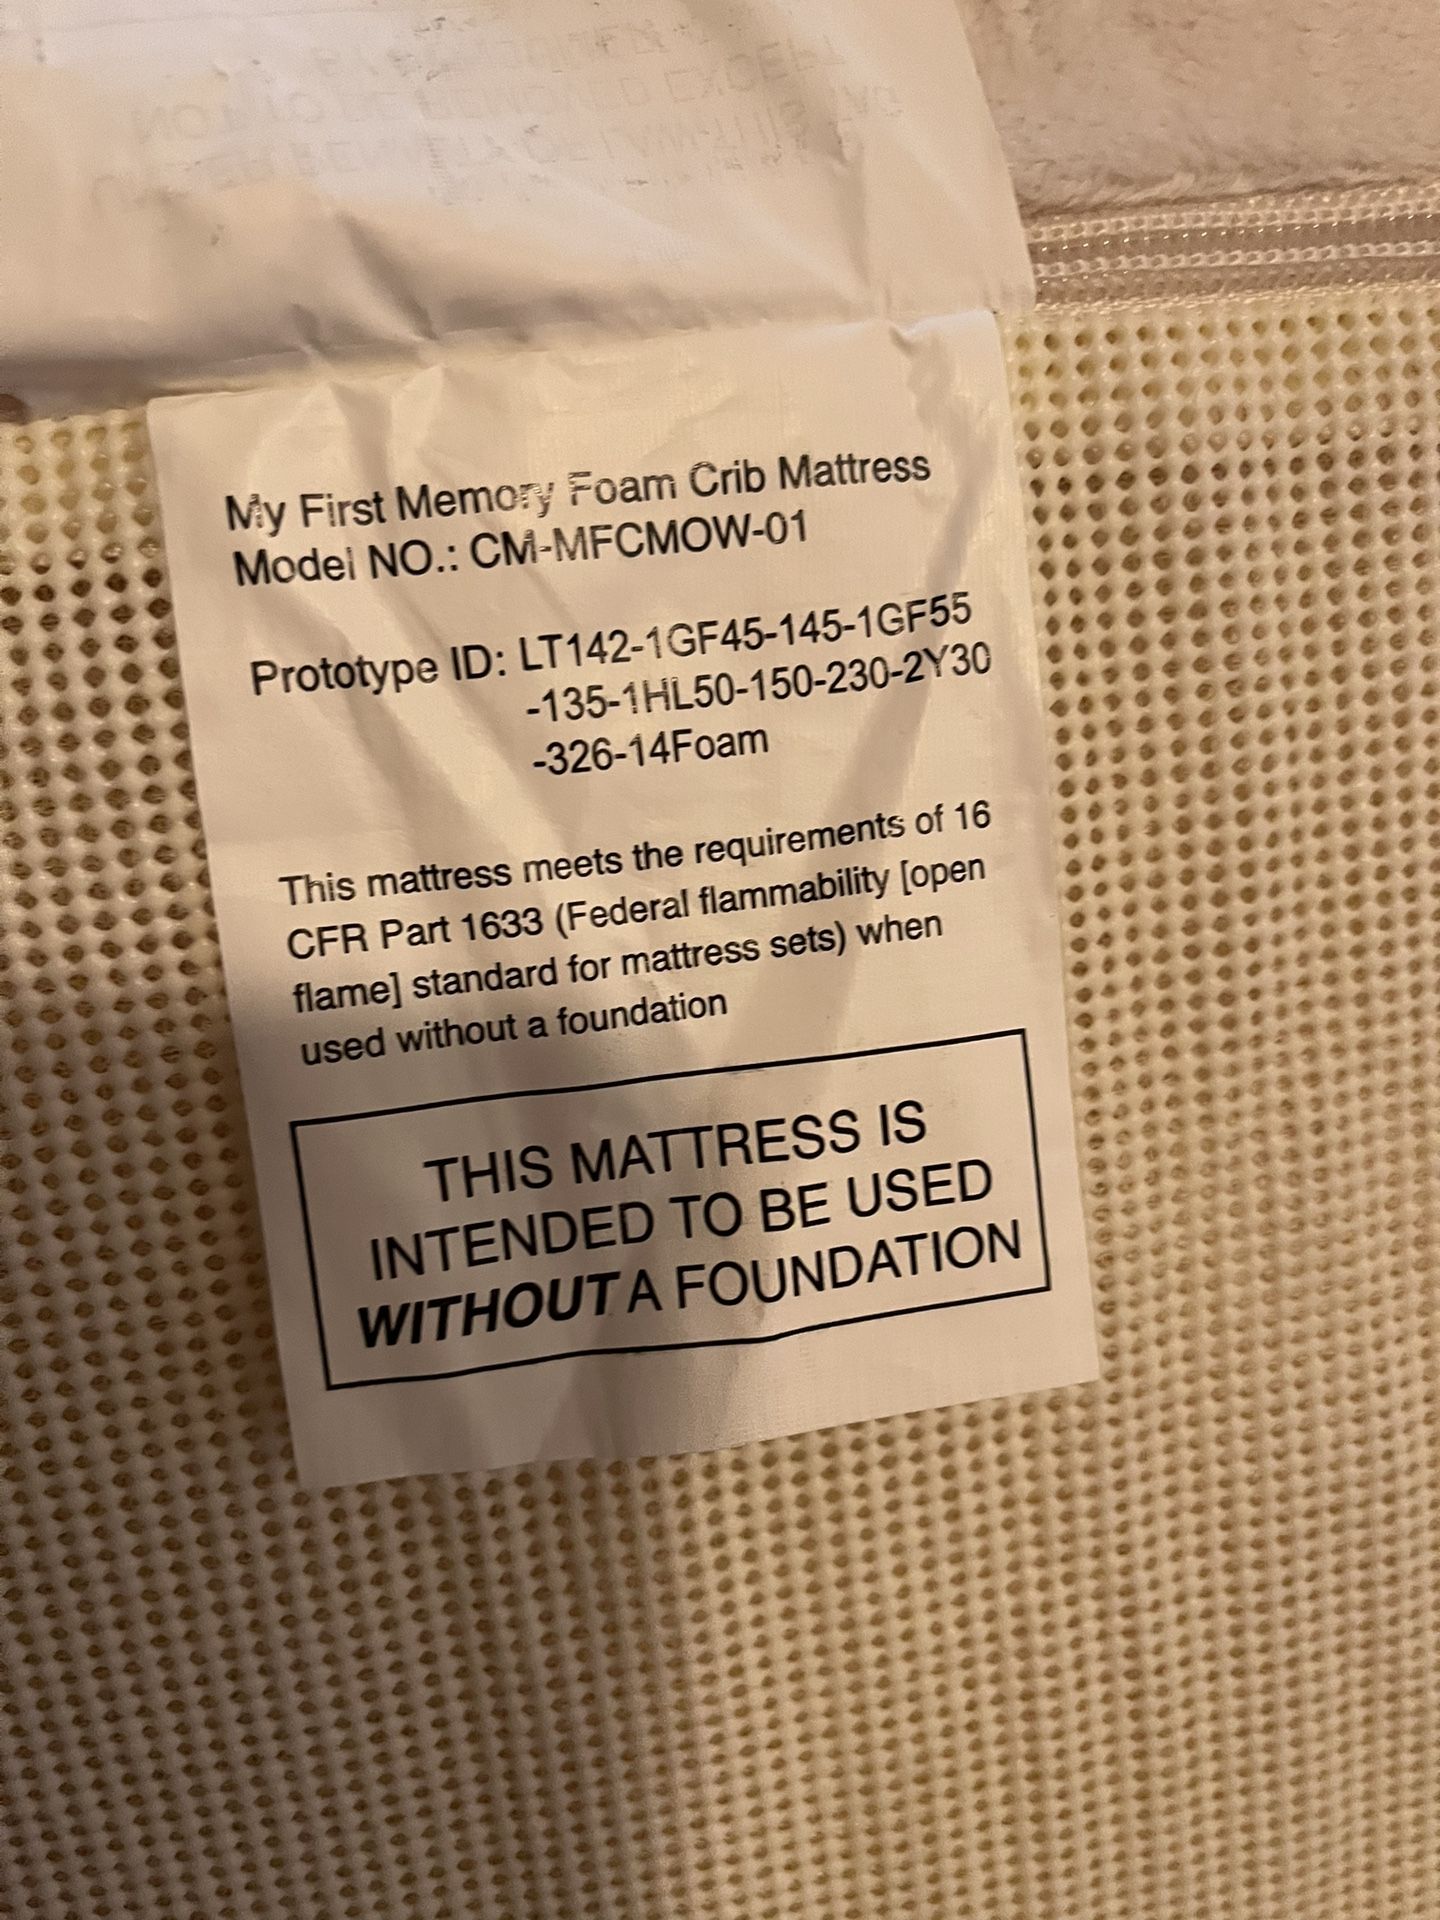 My First Memory Foam Crib Mattress
Model NO.: CM-MFCMOW-01
Prototype ID: LT142-1GF45-145-1GF55
-135-1HL50-150-230-2Y30
-326-14Foam
This mattress meets the requirements of 16
CFR Part 1633 (Federal flammability [open
flame] standard for mattress sets) when
used without a foundation
THIS MATTRESS IS
INTENDED TO BE USED
WITHOUT A FOUNDATION